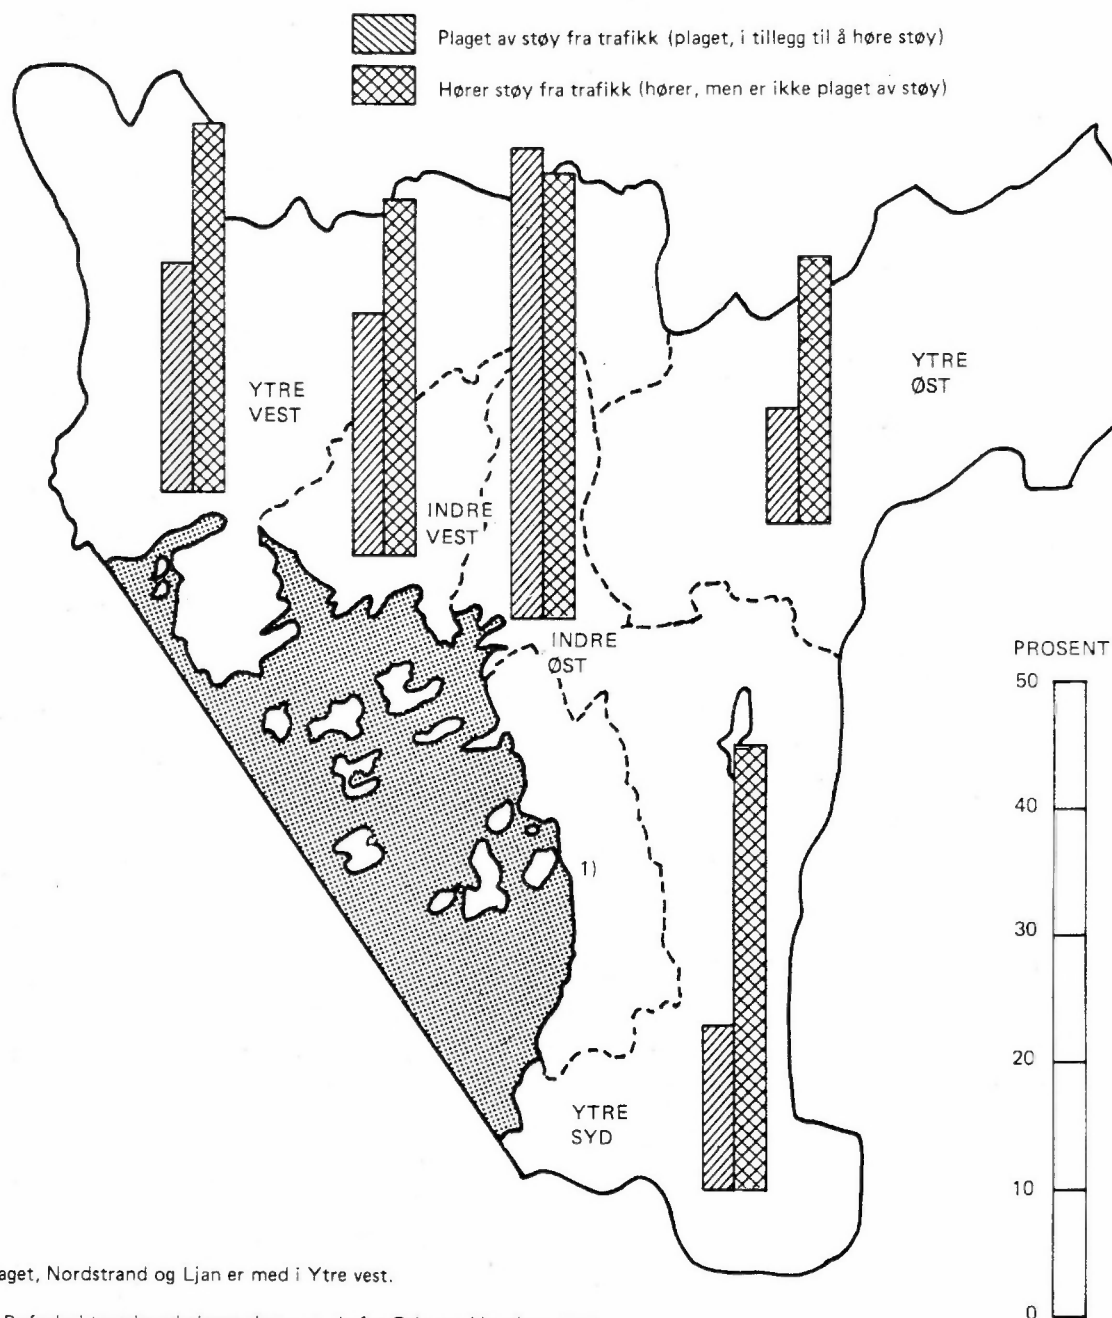 Plaget av støy fra trafikk (plaget, i tillegg til å høre støy)
Hører støy fra trafikk (hører, men er ikke plaget av støy)
YTRE
VEST
YTRE
ØST
INDRE
VEST
INDRE
ØST
PROSENT
50
40
30
20
10
0
1)
YTRE
SYD
Nordstrand og Ljan er med i Ytre vest.